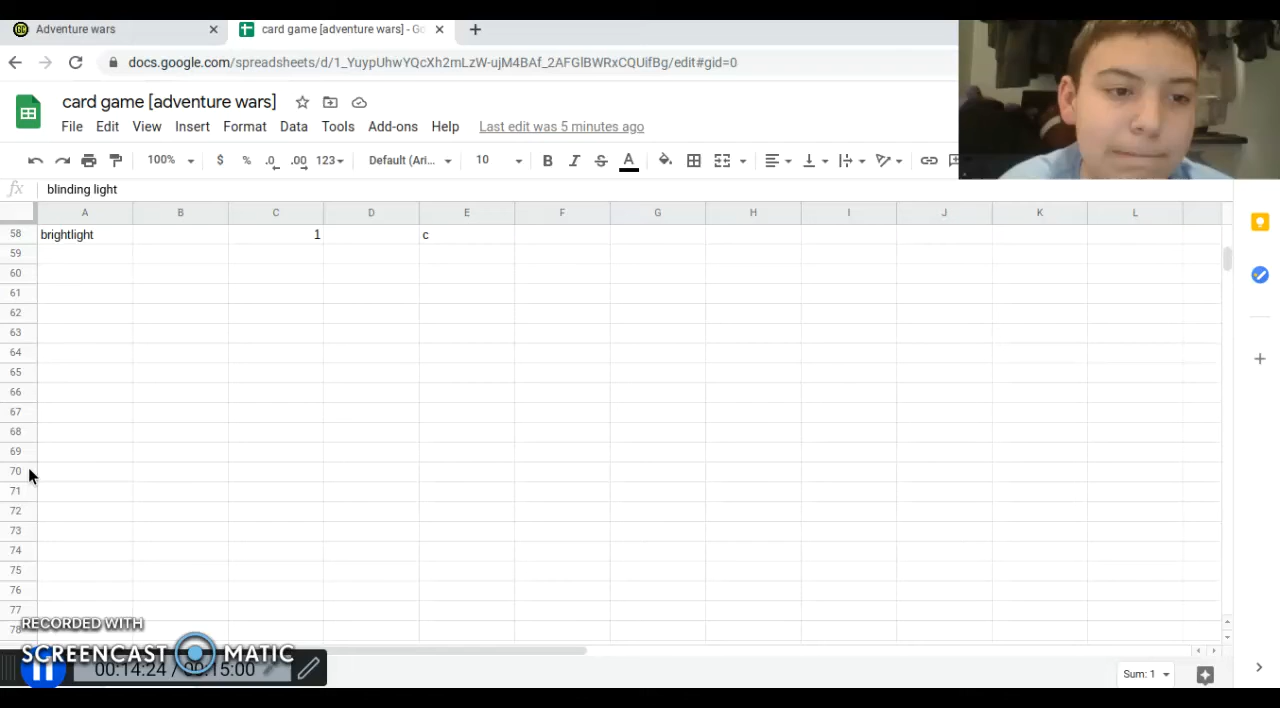 Adventure wars
card game [adventure wars] - Go
docs.google.com/spreadsheets/d/1_YuypUhwYQcXh2mLzW-ujM4BAf_2AFGlBWRxCQUifBg/edit#gid=0
card game [adventure wars]
File Edit View Insert Format Data Tools Add-ons Help Last edit was 5 minutes ago
100% $ % .0 .00 123 Default (Ari... 10 B I S A
fx blinding light
A B C D E F G H I J K L
58 brightlight 1 c
59
60
61
62
63
64
65
66
67
68
69
70
71
72
73
74
75
76
77
78
RECORDED WITH
SCREENCAST MATIC
00:14:24 / 00:15:00
Sum: 1